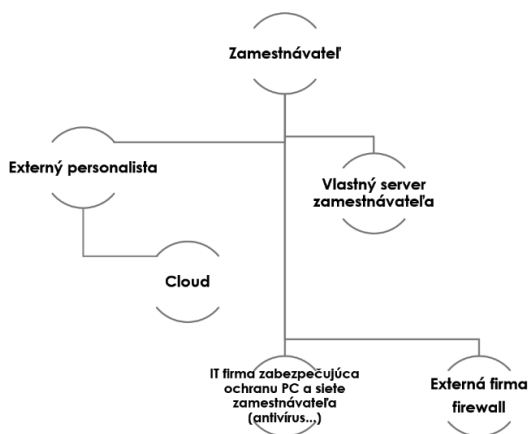 Zamestnávateľ
Externý personalista
Vlastný server
zamestnávateľa
Cloud
IT firma zabezpečujúca
ochranu PC a siete
zamestnávateľa
(antivírus...)
Externá firma
firewall